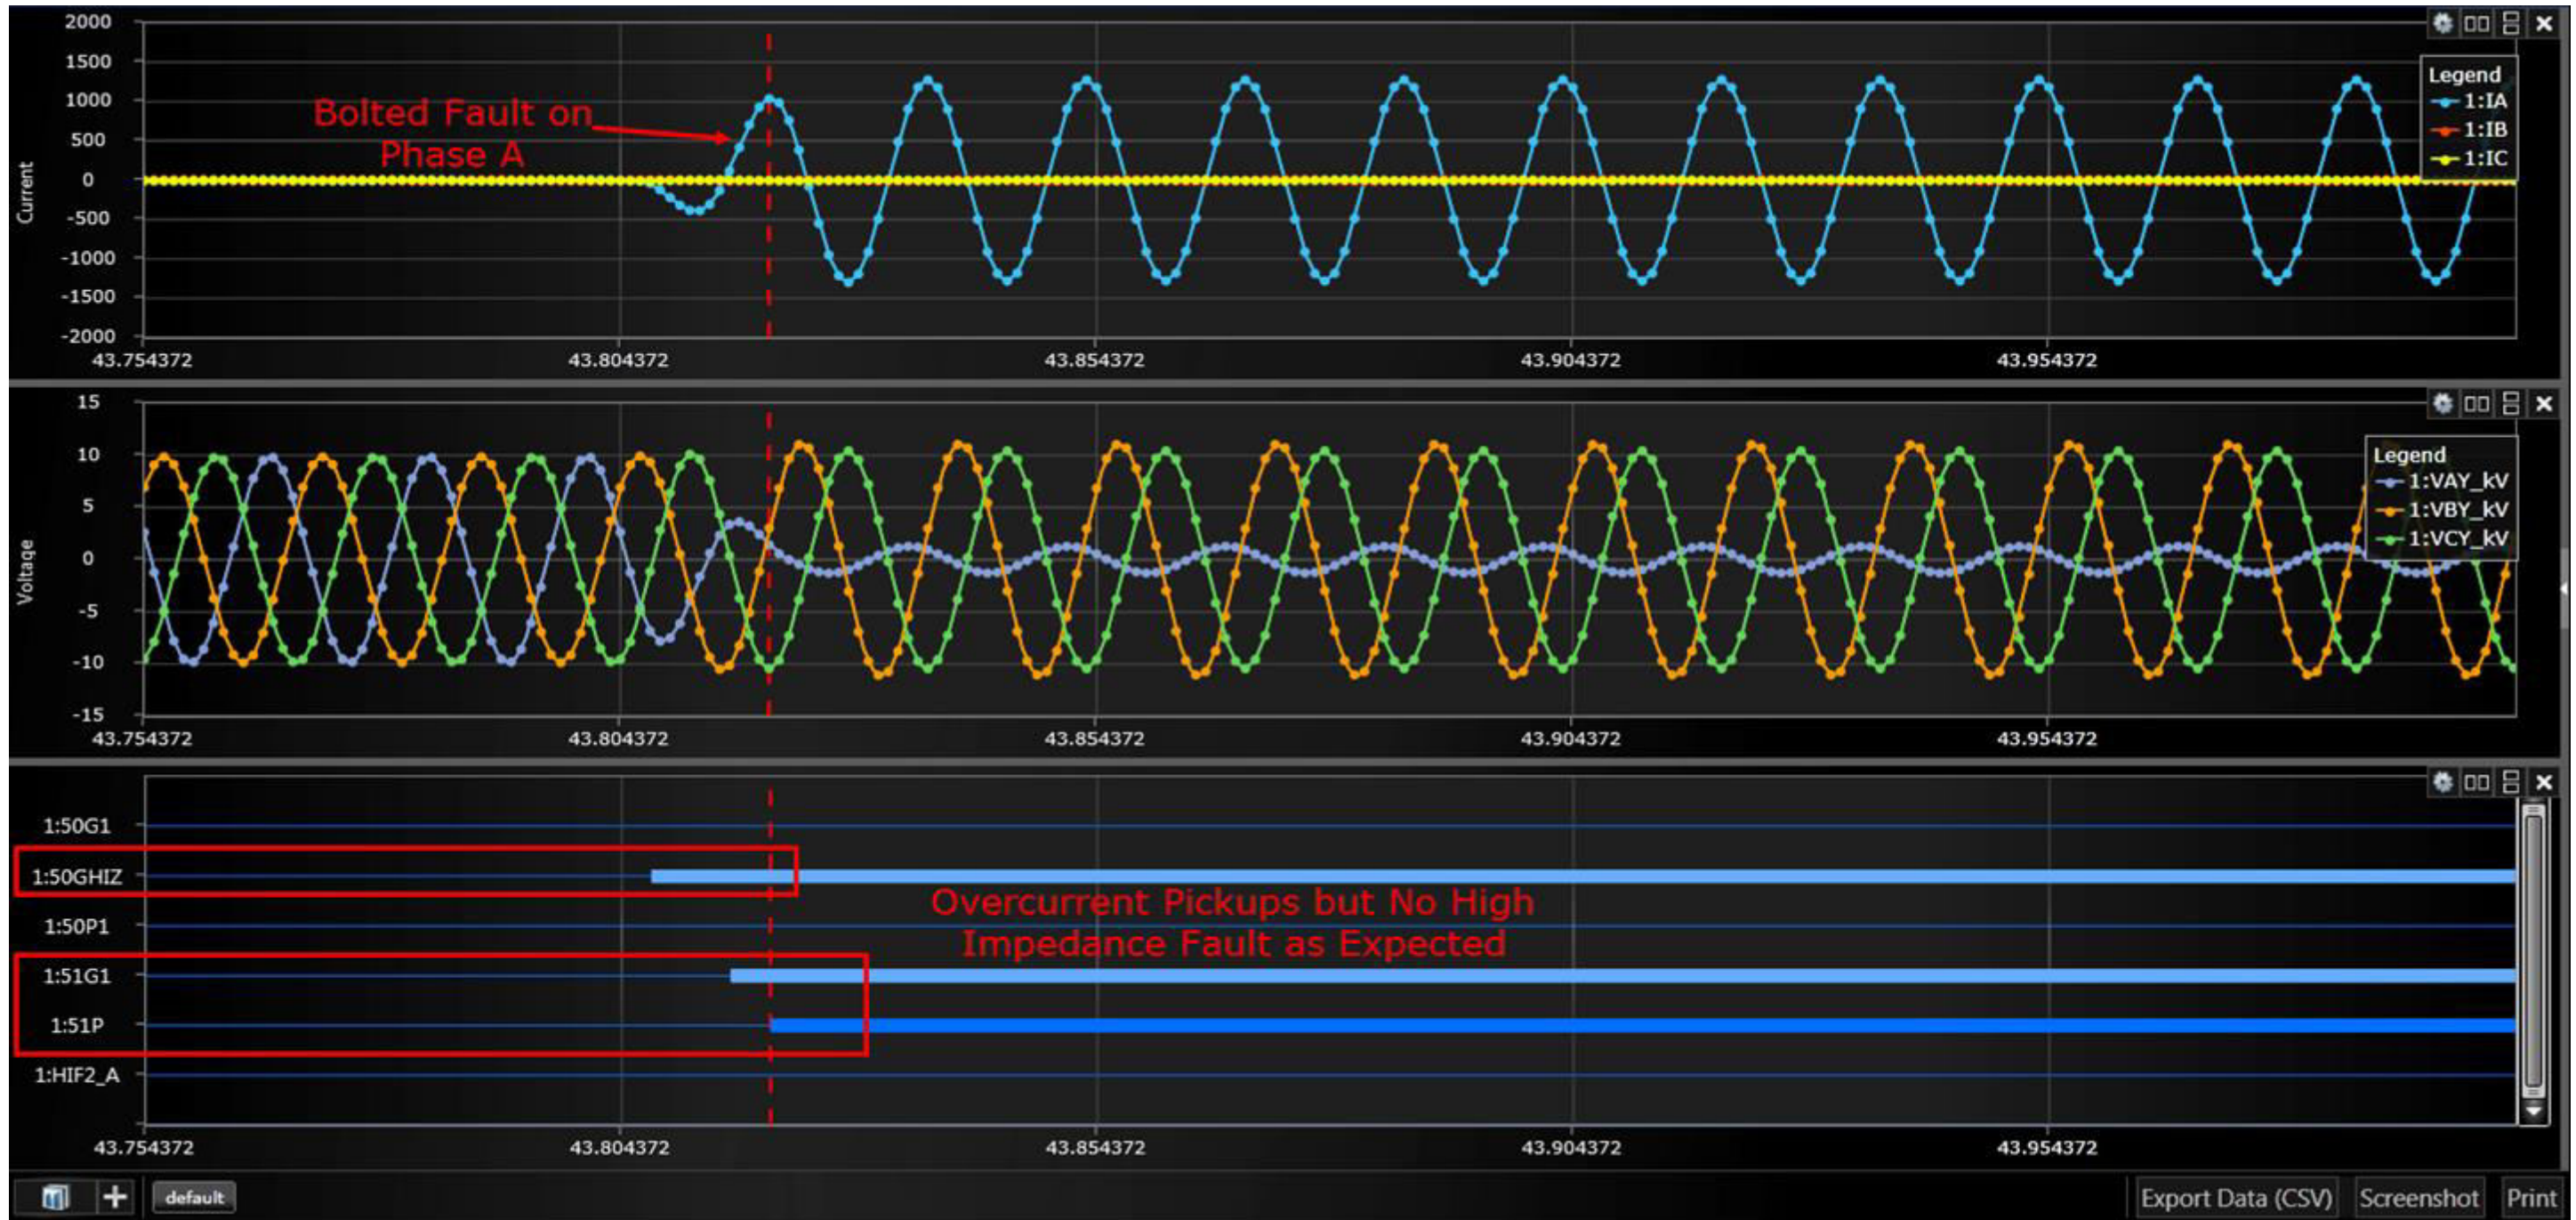 2000
1500
1000
500
0
-500
-1000
-1500
-2000
Current
Bolted Fault on
Phase A
Legend
1:IA
1:IB
1:IC
43.754372
43.804372
43.854372
43.904372
43.954372
15
10
5
0
-5
-10
-15
Voltage
Legend
1:VAY_kV
1:VBY_kV
1:VCY_kV
43.754372
43.804372
43.854372
43.904372
43.954372
1:50G1
1:50GHIZ
1:50P1
1:51G1
1:51P
1:HIF2_A
Overcurrent Pickups but No High
Impedance Fault as Expected
43.754372
43.804372
43.854372
43.904372
43.954372
default
Export Data (CSV)
Screenshot
Print